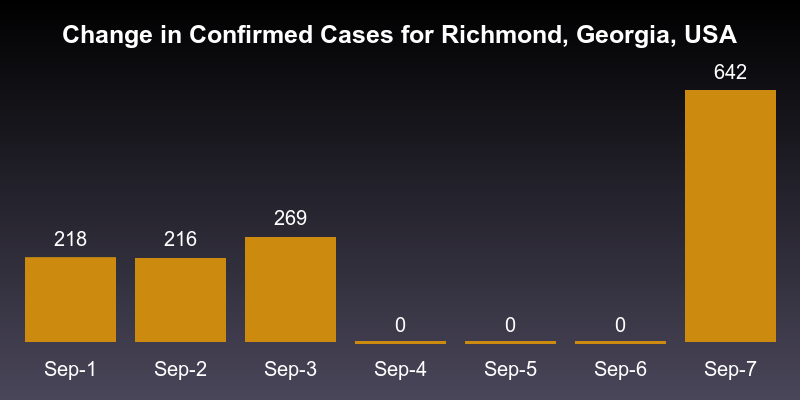 Change in Confirmed Cases for Richmond, Georgia, USA
642
269
218
216
0
0
0
Sep-1
Sep-2
Sep-3
Sep-4
Sep-5
Sep-6
Sep-7